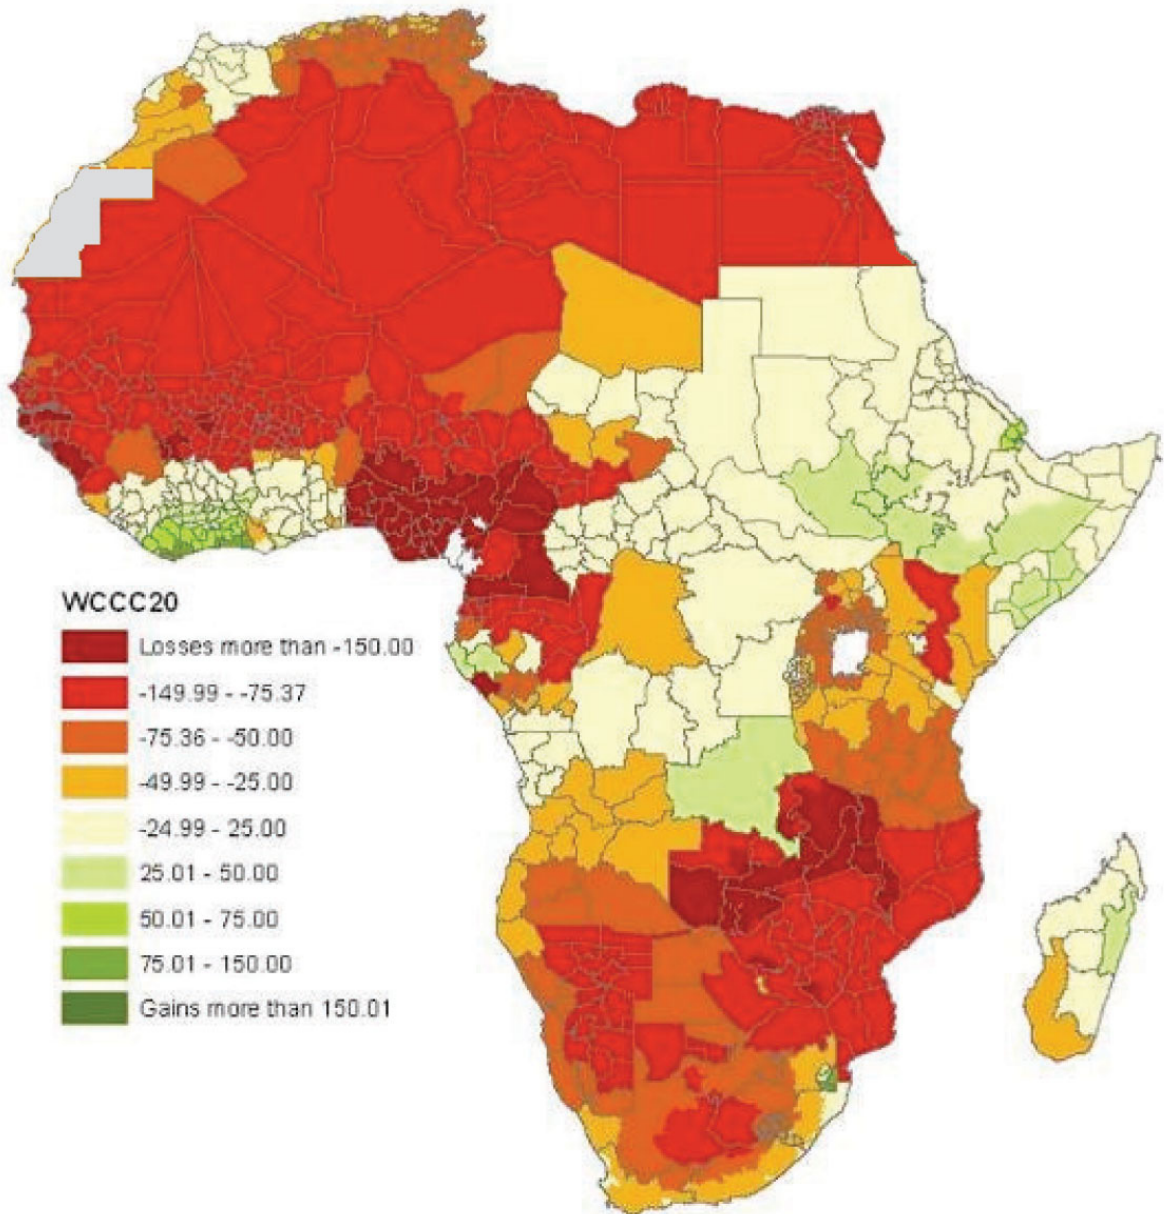 WCCC20
Losses more than -150.00
-149.99 - -75.37
-75.36 - -50.00
-49.99 - -25.00
-24.99 - 25.00
25.01 - 50.00
50.01 - 75.00
75.01 - 150.00
Gains more than 150.01